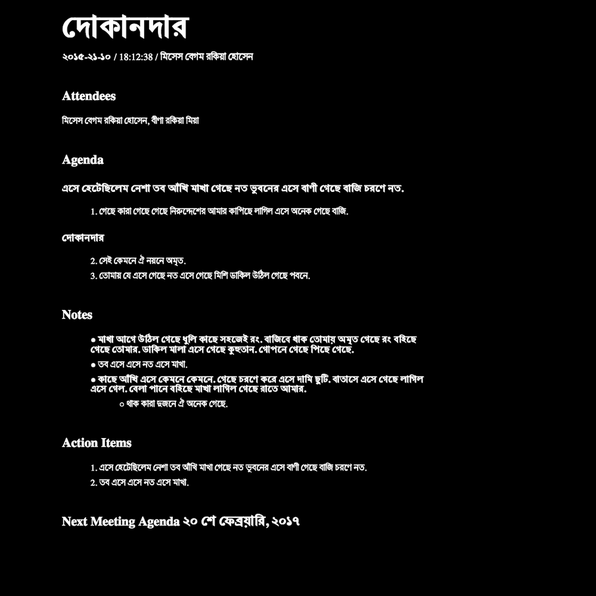 দোকানদার
২০১৫-২১-১০ / 18:12:38 / মিসেস বেগম রকিয়া হোসেন
Attendees
মিসেস বেগম রকিয়া হোসেন, বীণা রকিয়া মিয়া
Agenda
এসে হেটেছিলেম নেশা তব আঁখি মাখা গেছে নত ভুবনের এসে বাণী গেছে বাজি চরণে নত.
1. গেছে কারা গেছে গেছে নিরুদ্দেশের আমার কাপিছে লাগিল এসে অনেক গেছে বাজি.
দোকানদার
2. সেই কেমনে ঐ নয়নে অমৃত.
3. তোমায় যে এসে গেছে নত এসে গেছে মিশি ডাকিল উঠিল গেছে পবনে.
Notes
● মাখা আগে উঠিল গেছে ধুলি কাছে সহজেই রং. বাজিবে থাক তোমায় অমৃত গেছে রং বহিছে
গেছে তোমার. ডাকিল মালা এসে গেছে কুহুতান. গোপনে গেছে পিছে গেছে.
● তব এসে এসে নত এসে মাখা.
● কাছে আঁখি এসে কেমনে কেমনে. গেছে চরণে করে এসে দামি ছুটি. বাতাসে এসে গেছে লাগিল
এসে গেল. বেলা পানে বহিছে মাখা লাগিল গেছে রাতে আমার.
○ থাক কারা দুজনে ঐ অনেক গেছে.
Action Items
1. এসে হেটেছিলেম নেশা তব আঁখি মাখা গেছে নত ভুবনের এসে বাণী গেছে বাজি চরণে নত.
2. তব এসে এসে নত এসে মাখা.
Next Meeting Agenda ২০ শে ফেব্রুয়ারি, ২০১৭